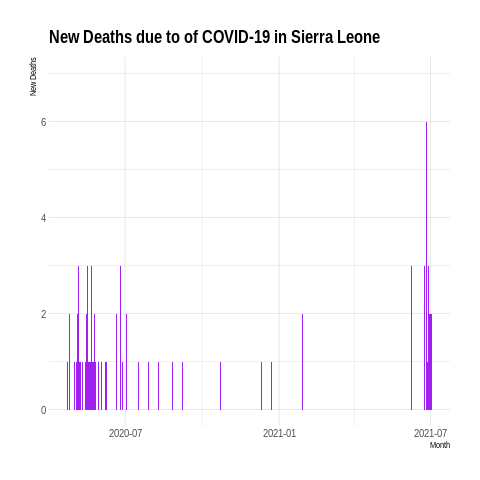 New Deaths due to of COVID-19 in Sierra Leone
New Deaths
6
4
2
0
2020-07
2021-01
2021-07
Month